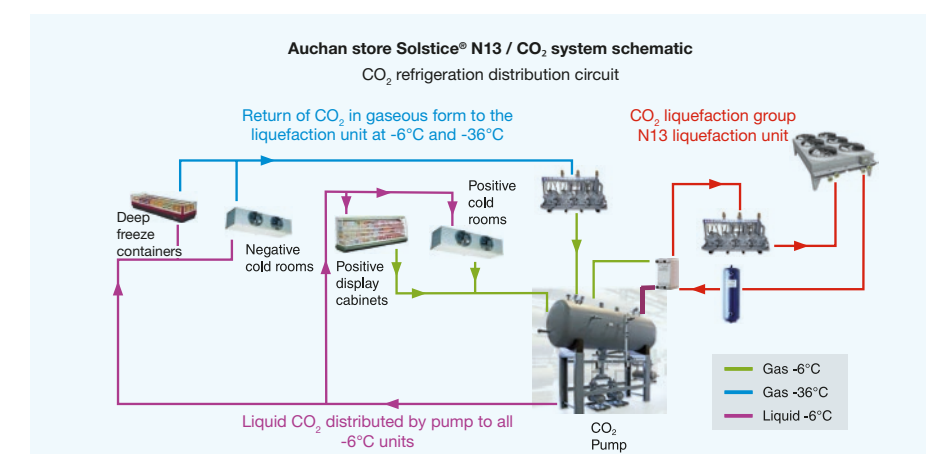 Auchan store Solstice® N13 / CO₂ system schematic
CO₂ refrigeration distribution circuit
Return of CO₂ in gaseous form to the
liquefaction unit at -6°C and -36°C
CO₂ liquefaction group
N13 liquefaction unit
Positive
cold
rooms
Deep
freeze
containers
Negative
cold rooms
Positive
display
cabinets
Gas -6°C
Gas -36°C
Liquid -6°C
Liquid CO₂ distributed by pump to all
-6°C units
CO₂
Pump